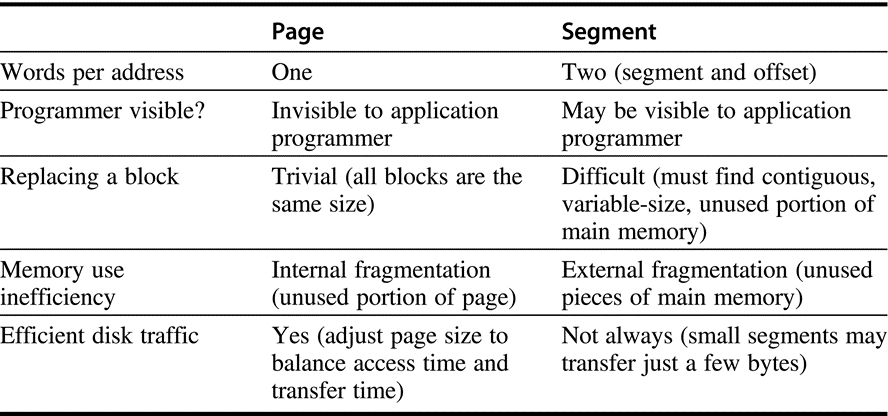 Page Segment
Words per address One Two (segment and offset)
Programmer visible? Invisible to application May be visible to application
programmer programmer
Replacing a block Trivial (all blocks are the Difficult (must find contiguous,
same size) variable-size, unused portion of
main memory)
Memory use Internal fragmentation External fragmentation (unused
inefficiency (unused portion of page) pieces of main memory)
Efficient disk traffic Yes (adjust page size to Not always (small segments may
balance access time and transfer just a few bytes)
transfer time)